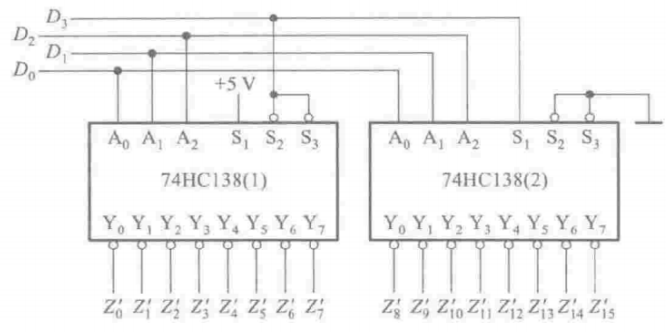 D₃
D₂
D₁
D₀
+5 V
A₀ A₁ A₂ S₁ S₂ S₃
A₀ A₁ A₂ S₁ S₂ S₃
74HC138(1)
74HC138(2)
Y₀ Y₁ Y₂ Y₃ Y₄ Y₅ Y₆ Y₇
Y₀ Y₁ Y₂ Y₃ Y₄ Y₅ Y₆ Y₇
Z′₀ Z′₁ Z′₂ Z′₃ Z′₄ Z′₅ Z′₆ Z′₇
Z′₈ Z′₉ Z′₁₀ Z′₁₁ Z′₁₂ Z′₁₃ Z′₁₄ Z′₁₅